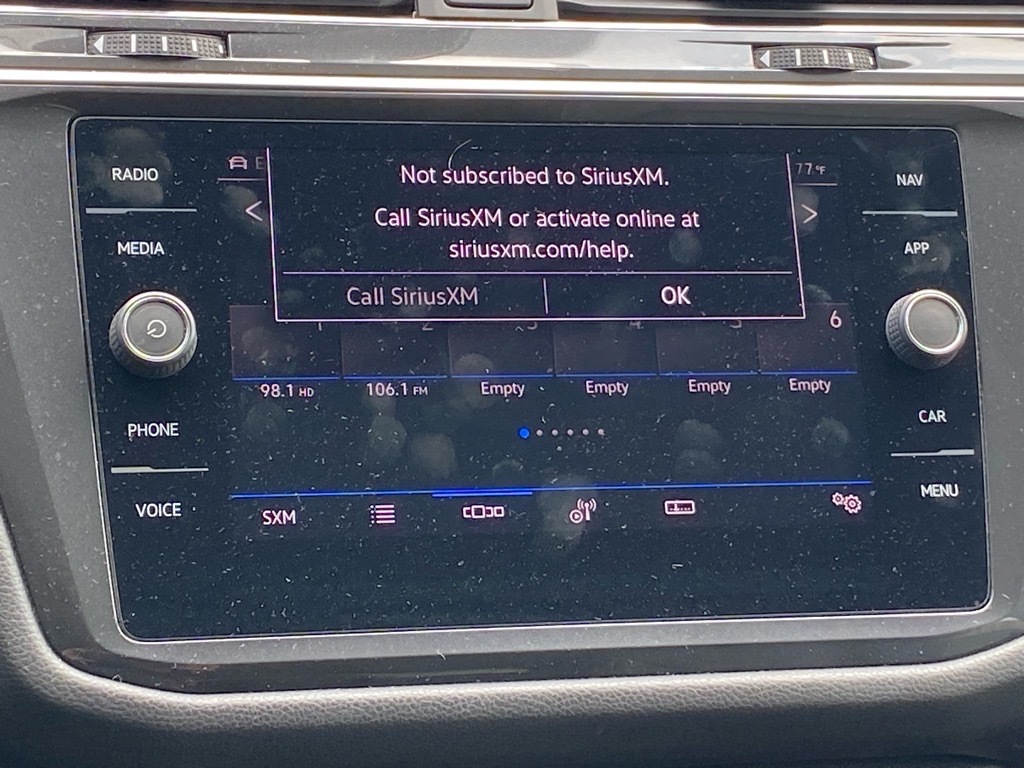 RADIO
MEDIA
PHONE
VOICE
NAV
APP
CAR
MENU
E
77°F
Not subscribed to SiriusXM.
Call SiriusXM or activate online at
siriusxm.com/help.
Call SiriusXM
OK
1 2 3 4 5 6
98.1 HD
106.1 FM
Empty
Empty
Empty
Empty
SXM